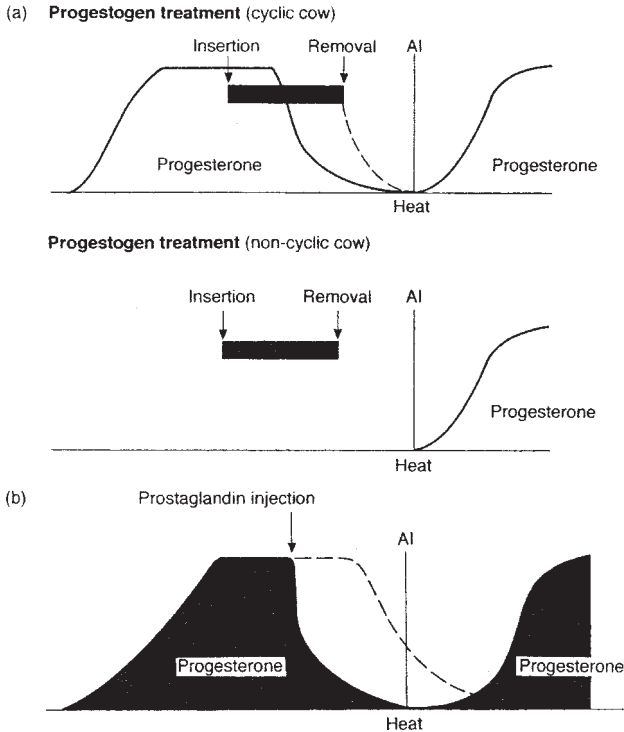 (a) Progestogen treatment (cyclic cow)
Insertion Removal AI
Progesterone Progesterone
Heat
Progestogen treatment (non-cyclic cow)
Insertion Removal AI
Progesterone
Heat
(b)
Prostaglandin injection
AI
Progesterone Progesterone
Heat